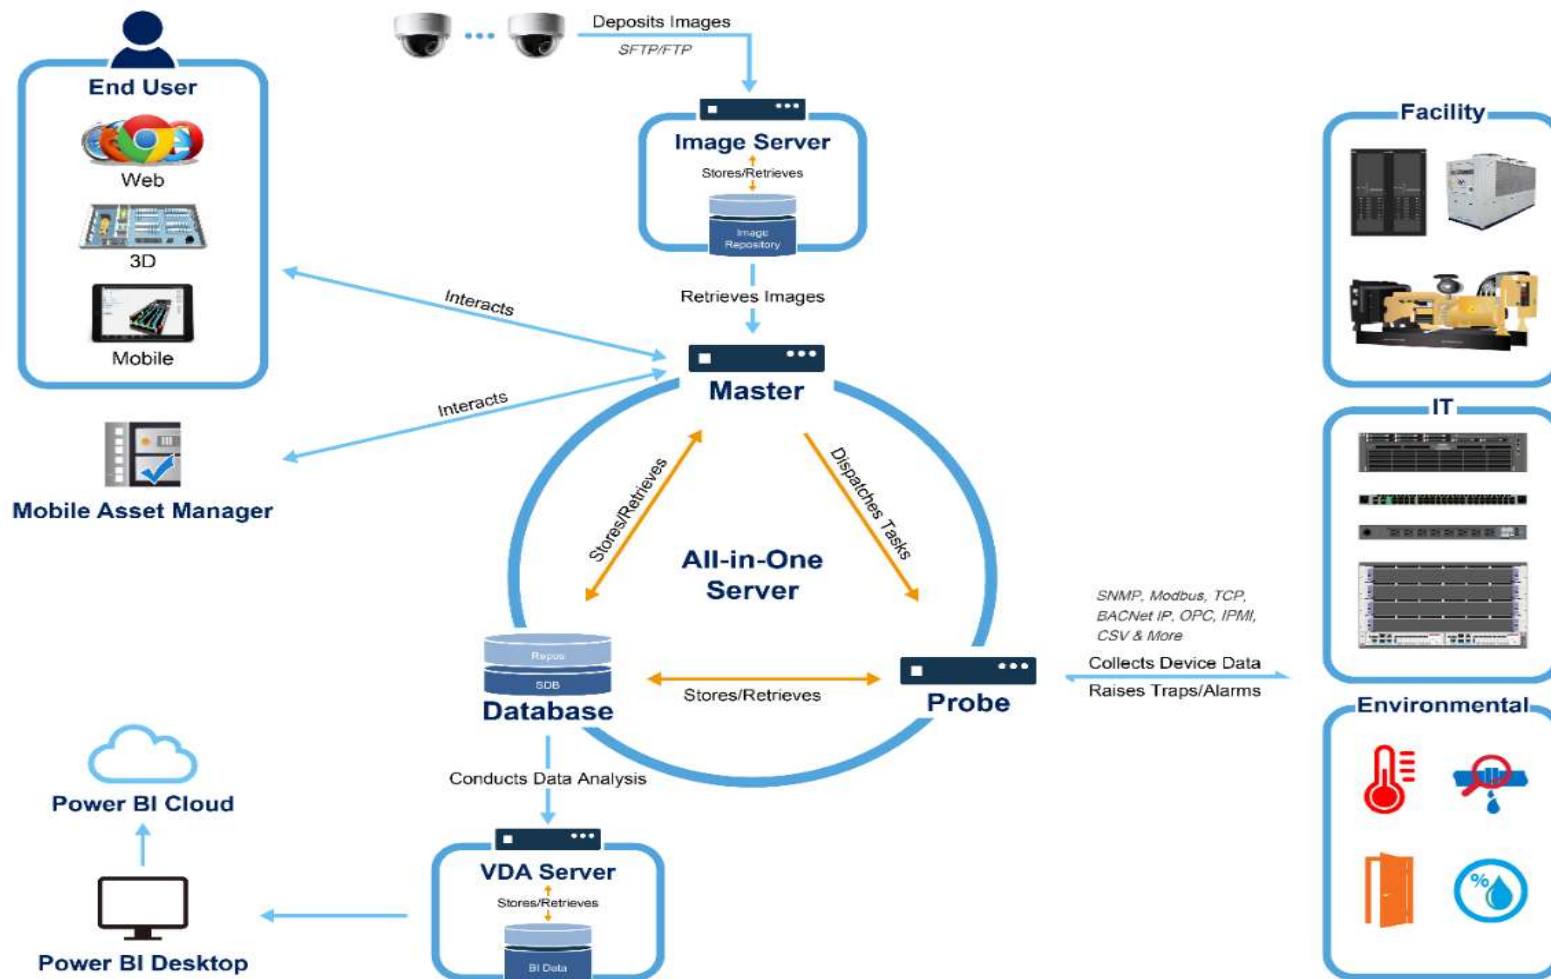 Deposits Images
SFTP/FTP
End User
Web
3D
Mobile
Image Server
Stores/Retrieves
Image
Repository
Retrieves Images
Facility
Interacts
Interacts
Master
Mobile Asset Manager
Stores/Retrieves
Dispatches Tasks
All-in-One
Server
IT
SNMP, Modbus, TCP,
BACNet IP, OPC, IPMI,
CSV & More
Collects Device Data
Raises Traps/Alarms
Repos
SDB
Database
Stores/Retrieves
Probe
Environmental
%
Conducts Data Analysis
Power BI Cloud
VDA Server
Stores/Retrieves
BI Data
Power BI Desktop